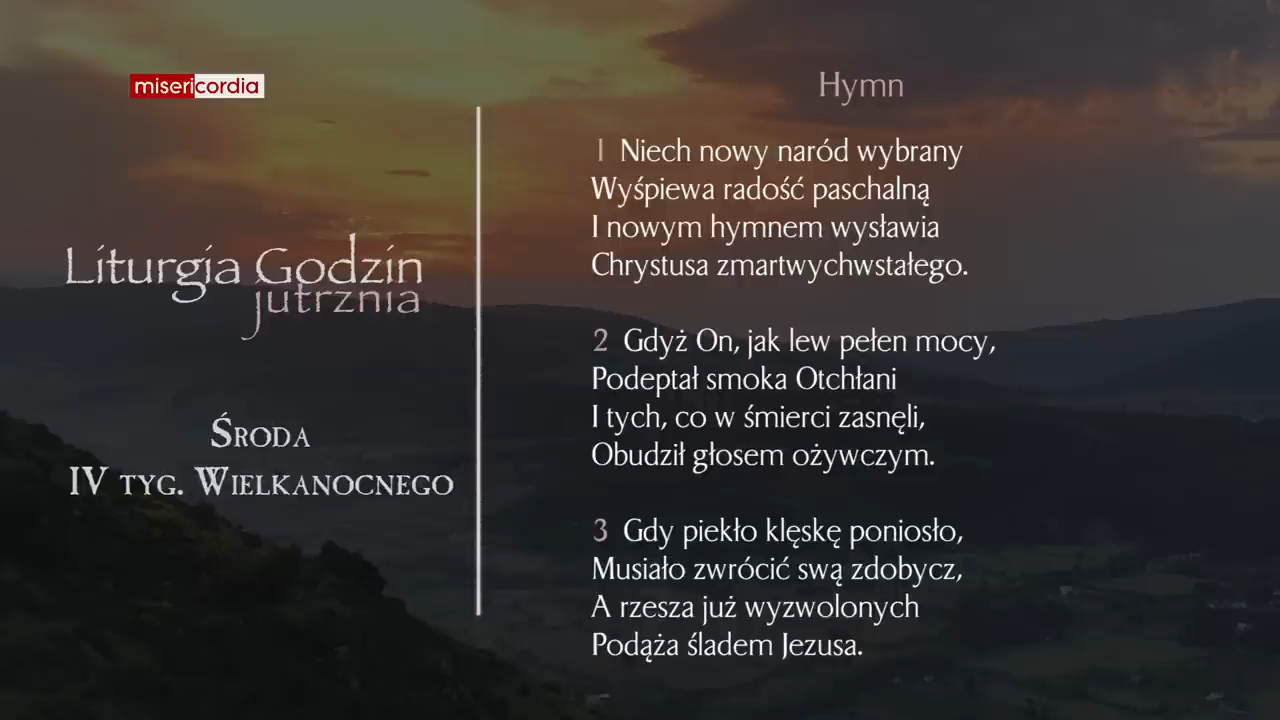 misericordia
Liturgia Godzin
jutrznia
Środa
IV tyg. Wielkanocnego
Hymn
1 Niech nowy naród wybrany
Wyśpiewa radość paschalną
I nowym hymnem wysławia
Chrystusa zmartwychwstałego.
2 Gdyż On, jak lew pełen mocy,
Podeptał smoka Otchłani
I tych, co w śmierci zasnęli,
Obudził głosem ożywczym.
3 Gdy piekło klęskę poniosło,
Musiało zwrócić swą zdobycz,
A rzesza już wyzwolonych
Podąża śladem Jezusa.